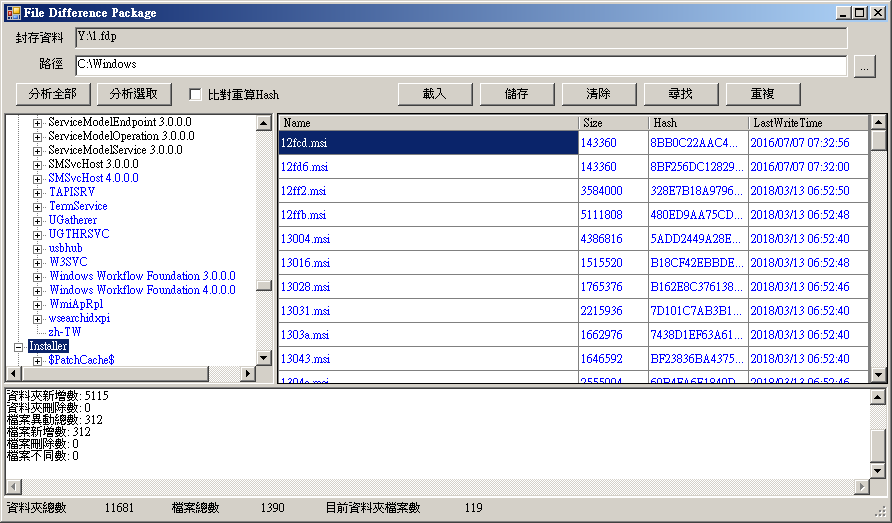 File Difference Package
封存資料 Y:\1.fdp
路徑 C:\Windows ...
分析全部 分析選取 比對重算Hash 載入 儲存 清除 尋找 重複
ServiceModelEndpoint 3.0.0.0
ServiceModelOperation 3.0.0.0
ServiceModelService 3.0.0.0
SMSvcHost 3.0.0.0
SMSvcHost 4.0.0.0
TAPISRV
TermService
UGatherer
UGTHRSVC
usbhub
W3SVC
Windows Workflow Foundation 3.0.0.0
Windows Workflow Foundation 4.0.0.0
WmiApRpl
wsearchidxpi
zh-TW
Installer
$PatchCache$
Name Size Hash LastWriteTime
12fcd.msi 143360 8BB0C22AAC4... 2016/07/07 07:32:56
12fd6.msi 143360 8BF256DC12829... 2016/07/07 07:32:00
12ff2.msi 3584000 328E7B18A9796... 2018/03/13 06:52:50
12ffb.msi 5111808 480ED9AA75CD... 2018/03/13 06:52:48
13004.msi 4386816 5ADD2449A28E... 2018/03/13 06:52:40
13016.msi 1515520 B18CF42EBBDE... 2018/03/13 06:52:48
13028.msi 1765376 B162E8C376138... 2018/03/13 06:52:46
13031.msi 2215936 7D101C7AB3B1... 2018/03/13 06:52:50
1303a.msi 1662976 7438D1EF63A61... 2018/03/13 06:52:40
13043.msi 1646592 BF23836BA4375... 2018/03/13 06:52:40
資料夾新增數: 5115
資料夾刪除數: 0
檔案異動總數: 312
檔案新增數: 312
檔案刪除數: 0
檔案不同數: 0
資料夾總數 11681 檔案總數 1390 目前資料夾檔案數 119